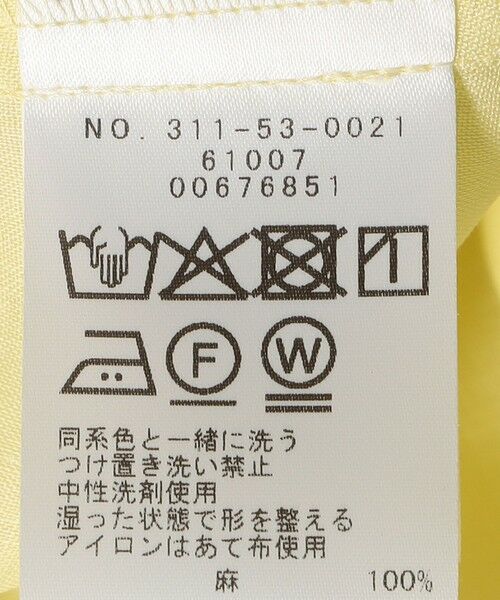 NO. 311-53-0021
61007
00676851
F W
同系色と一緒に洗う
つけ置き洗い禁止
中性洗剤使用
湿った状態で形を整える
アイロンはあて布使用
麻 100%